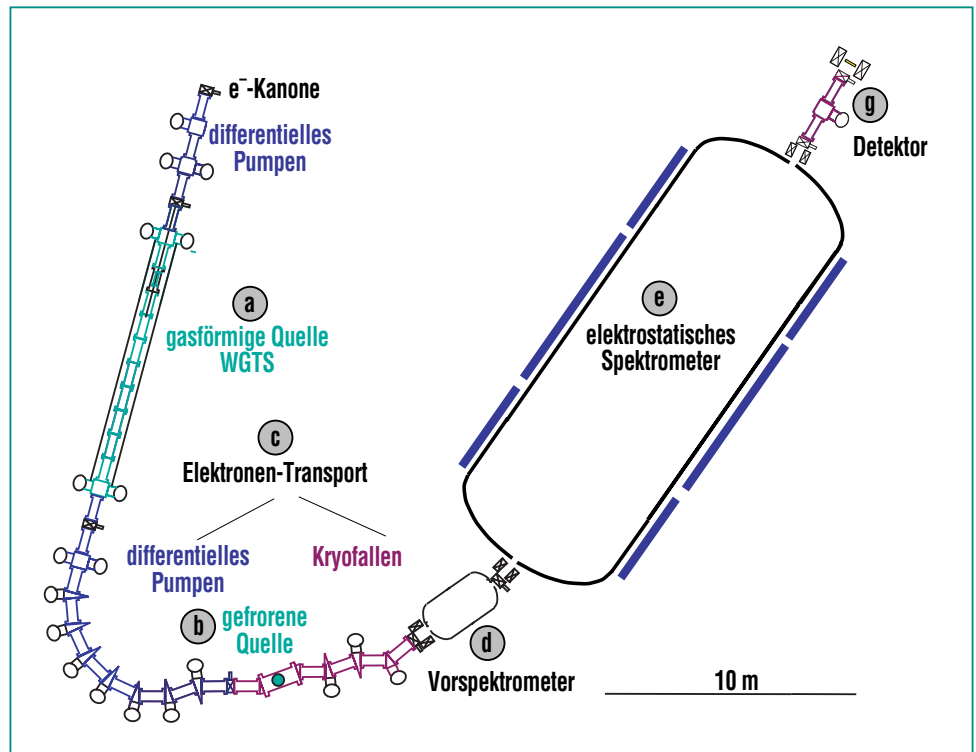 e⁻-Kanone
differentielles
Pumpen
g
Detektor
a
gasförmige Quelle
WGTS
e
elektrostatisches
Spektrometer
c
Elektronen-Transport
differentielles
Pumpen
Kryofallen
b
gefrorene
Quelle
d
Vorspektrometer
10 m